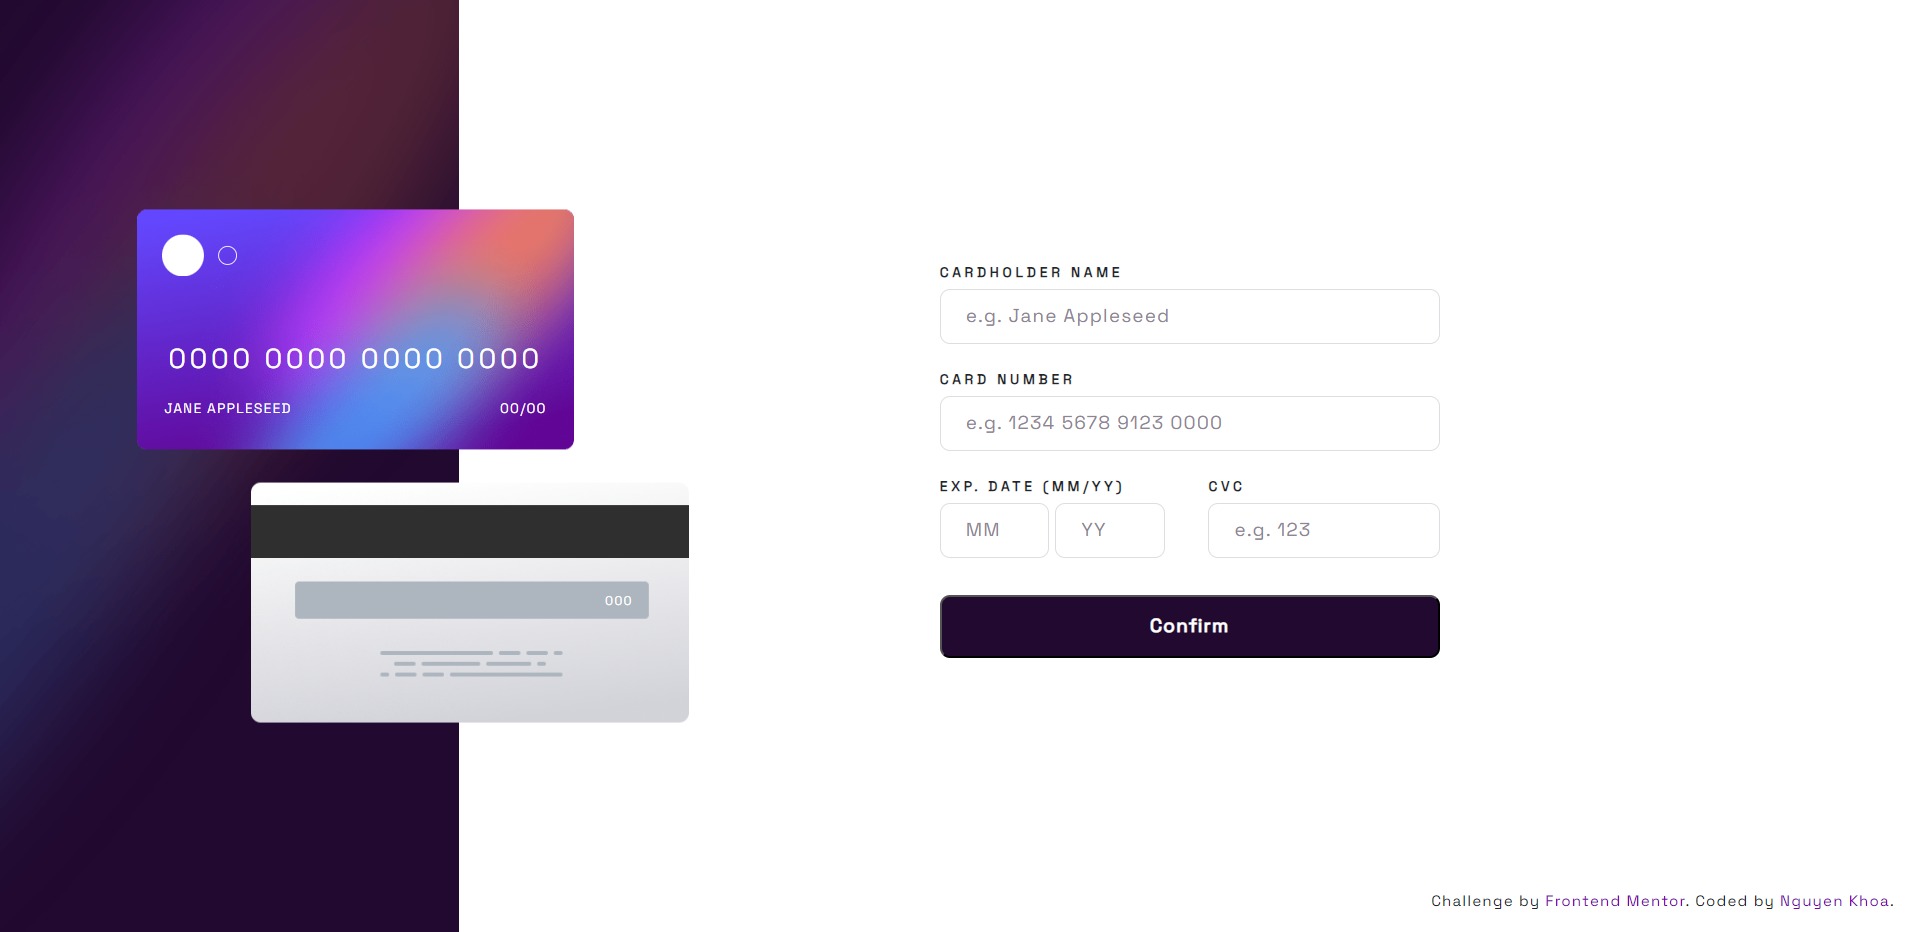 0000 0000 0000 0000
JANE APPLESEED 00/00
000
CARDHOLDER NAME
e.g. Jane Appleseed
CARD NUMBER
e.g. 1234 5678 9123 0000
EXP. DATE (MM/YY) CVC
MM YY e.g. 123
Confirm
Challenge by Frontend Mentor. Coded by Nguyen Khoa.